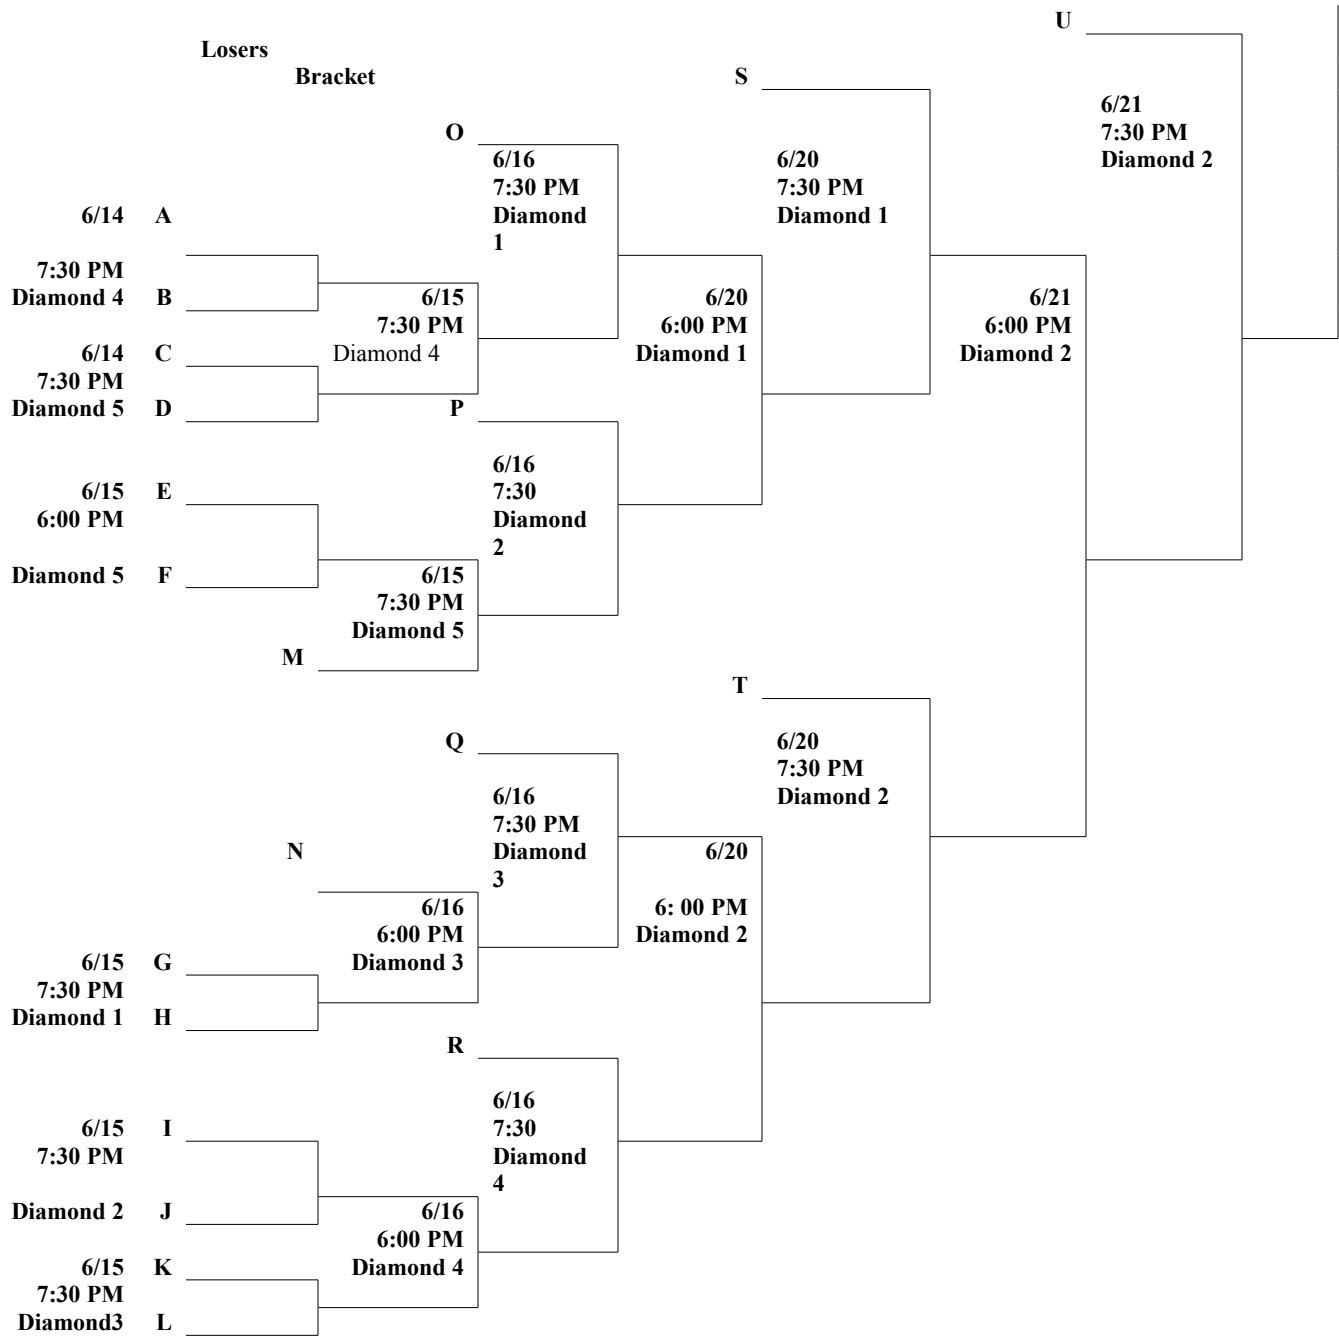 U
Losers
Bracket
S
6/21
7:30 PM
Diamond 2
O
6/16
7:30 PM
Diamond
1
6/20
7:30 PM
Diamond 1
6/14 A
7:30 PM
Diamond 4 B
6/15
7:30 PM
Diamond 4
6/20
6:00 PM
Diamond 1
6/21
6:00 PM
Diamond 2
6/14 C
7:30 PM
Diamond 5 D
P
6/16
7:30
Diamond
2
6/15 E
6:00 PM
Diamond 5 F
6/15
7:30 PM
Diamond 5
M
T
Q
6/20
7:30 PM
Diamond 2
6/16
7:30 PM
Diamond
3
N
6/20
6: 00 PM
Diamond 2
6/16
6:00 PM
Diamond 3
6/15 G
7:30 PM
Diamond 1 H
R
6/16
7:30
Diamond
4
6/15 I
7:30 PM
Diamond 2 J
6/16
6:00 PM
Diamond 4
6/15 K
7:30 PM
Diamond3 L